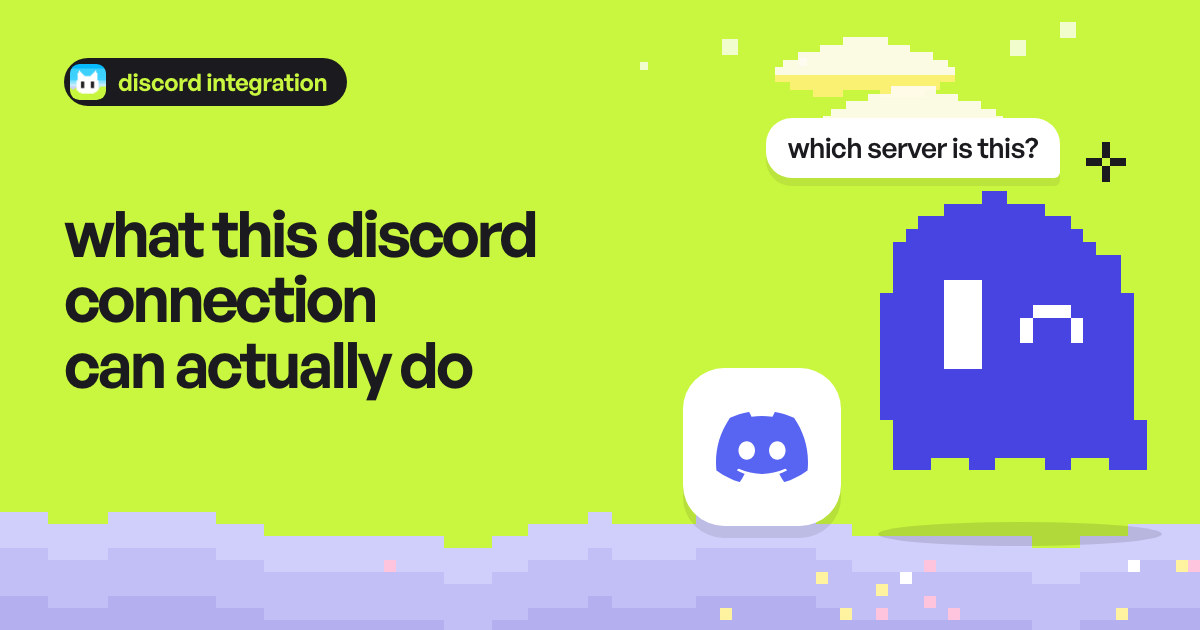 discord integration
which server is this?
what this discord
connection
can actually do